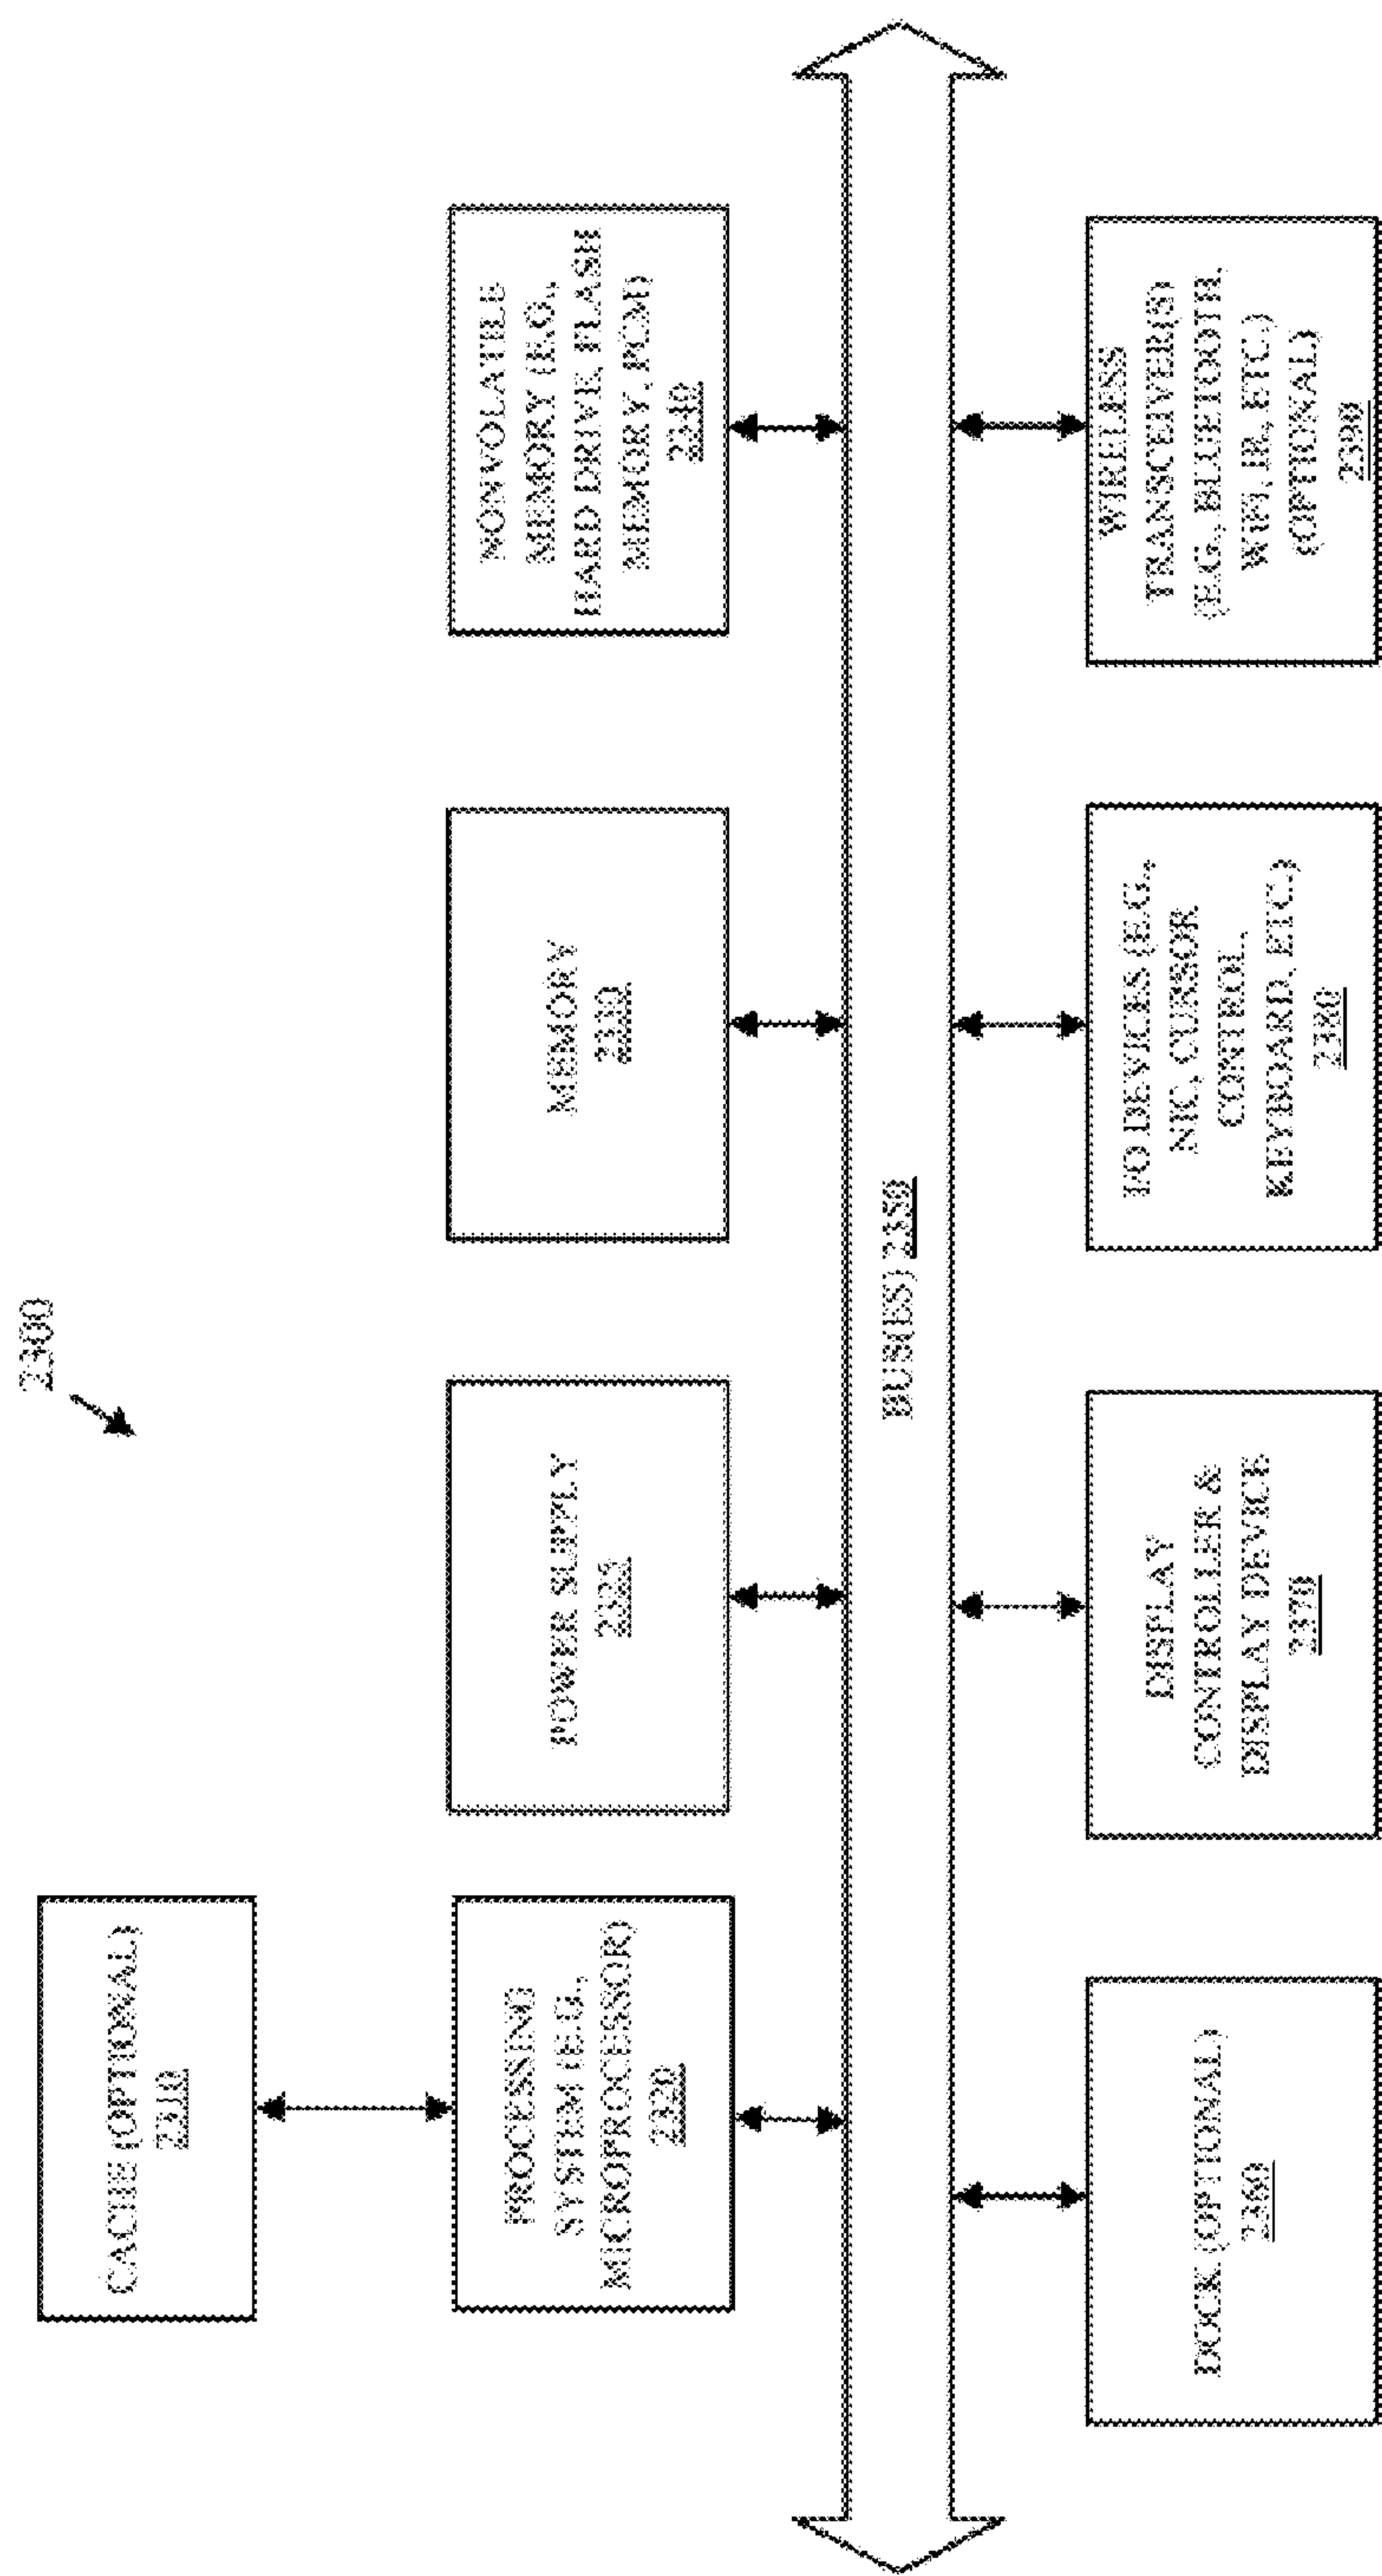 2300
CACHE (OPTIONAL)
2310
PROCESSING
SYSTEM (E.G.,
MICROPROCESSOR)
2320
POWER SUPPLY
2325
MEMORY
2330
NONVOLATILE
MEMORY (E.G.,
HARD DRIVE, FLASH
MEMORY, PCM)
2340
BUS(ES) 2350
DOCK (OPTIONAL)
2360
DISPLAY
CONTROLLER &
DISPLAY DEVICE
2370
I/O DEVICES (E.G.,
NIC, CURSOR
CONTROL,
KEYBOARD, ETC.)
2380
WIRELESS
TRANSCEIVER(S)
(E.G., BLUETOOTH,
WIFI, IR, ETC.)
(OPTIONAL)
2390